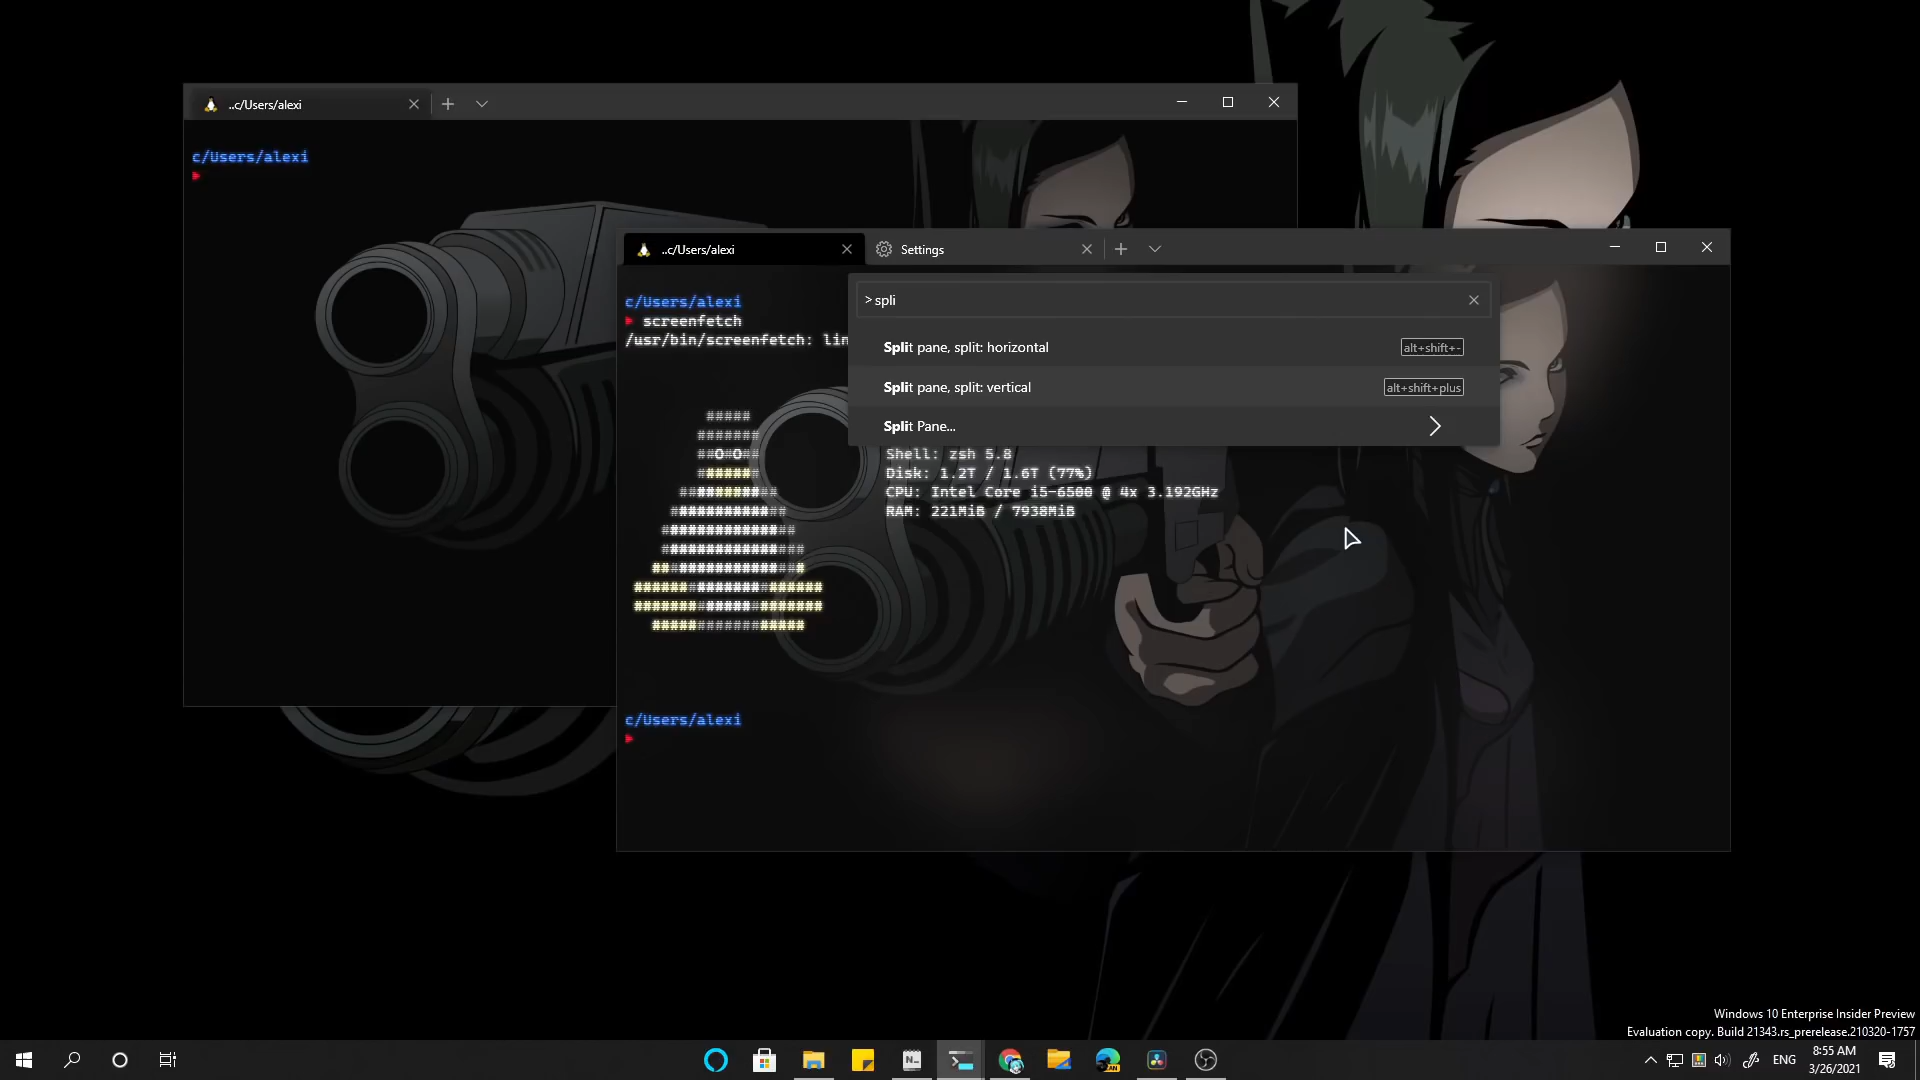 ..c/Users/alexi
c/Users/alexi
..c/Users/alexi
Settings
c/Users/alexi
screenfetch
/usr/bin/screenfetch: lin
>spli
Split pane, split: horizontal
alt+shift+-
Split pane, split: vertical
alt+shift+plus
Split Pane...
#####
#######
##O#O##
#######
###########
#############
###############
################
#################
#####################
#####################
#################
Shell: zsh 5.8
Disk: 1.2T / 1.6T (77%)
CPU: Intel Core i5-6500 @ 4x 3.192GHz
RAM: 221MiB / 7938MiB
c/Users/alexi
Windows 10 Enterprise Insider Preview
Evaluation copy. Build 21343.rs_prerelease.210320-1757
ENG
8:55 AM
3/26/2021
N
CAN